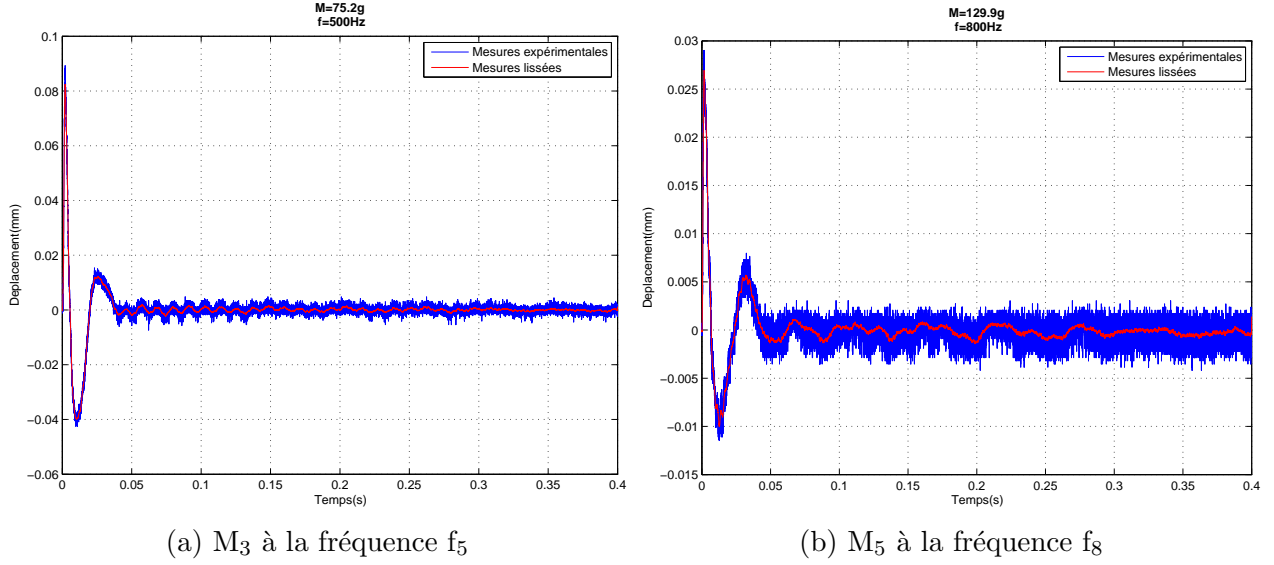 M=75.2g
f=500Hz
0.1
0.08
0.06
0.04
0.02
0
−0.02
−0.04
−0.06
Deplacement(mm)
Mesures expérimentales
Mesures lissées
0 0.05 0.1 0.15 0.2 0.25 0.3 0.35 0.4
Temps(s)
(a) M₃ à la fréquence f₅
M=129.9g
f=800Hz
0.03
0.025
0.02
0.015
0.01
0.005
0
−0.005
−0.01
−0.015
Deplacement(mm)
Mesures expérimentales
Mesures lissées
0 0.05 0.1 0.15 0.2 0.25 0.3 0.35 0.4
Temps(s)
(b) M₅ à la fréquence f₈